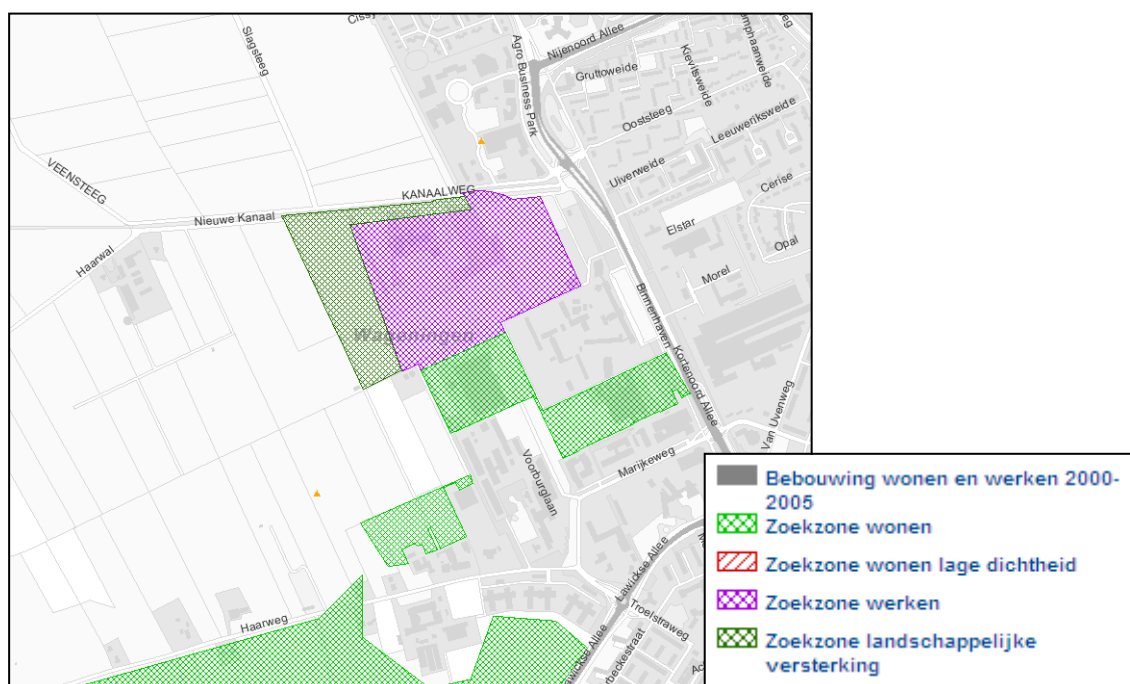 Cissy
Slagsteeg
Agro Business Park
Nijenoord Allee
Gruttoweide
Kievitsweide
Ooststeeg
Leeuweriksweide
Uiverweide
VEENSTEEG
KANAALWEG
Nieuwe Kanaal
Haarwal
Cerise
Elstar
Opal
Morel
Binnenhaven
Wageningen
Kortenoord Allee
Van Uvenweg
Marijkeweg
Voorburglaan
Lawickse Allee
Troelstraweg
Haarweg
Bebouwing wonen en werken 2000-
2005
Zoekzone wonen
Zoekzone wonen lage dichtheid
Zoekzone werken
Zoekzone landschappelijke
versterking